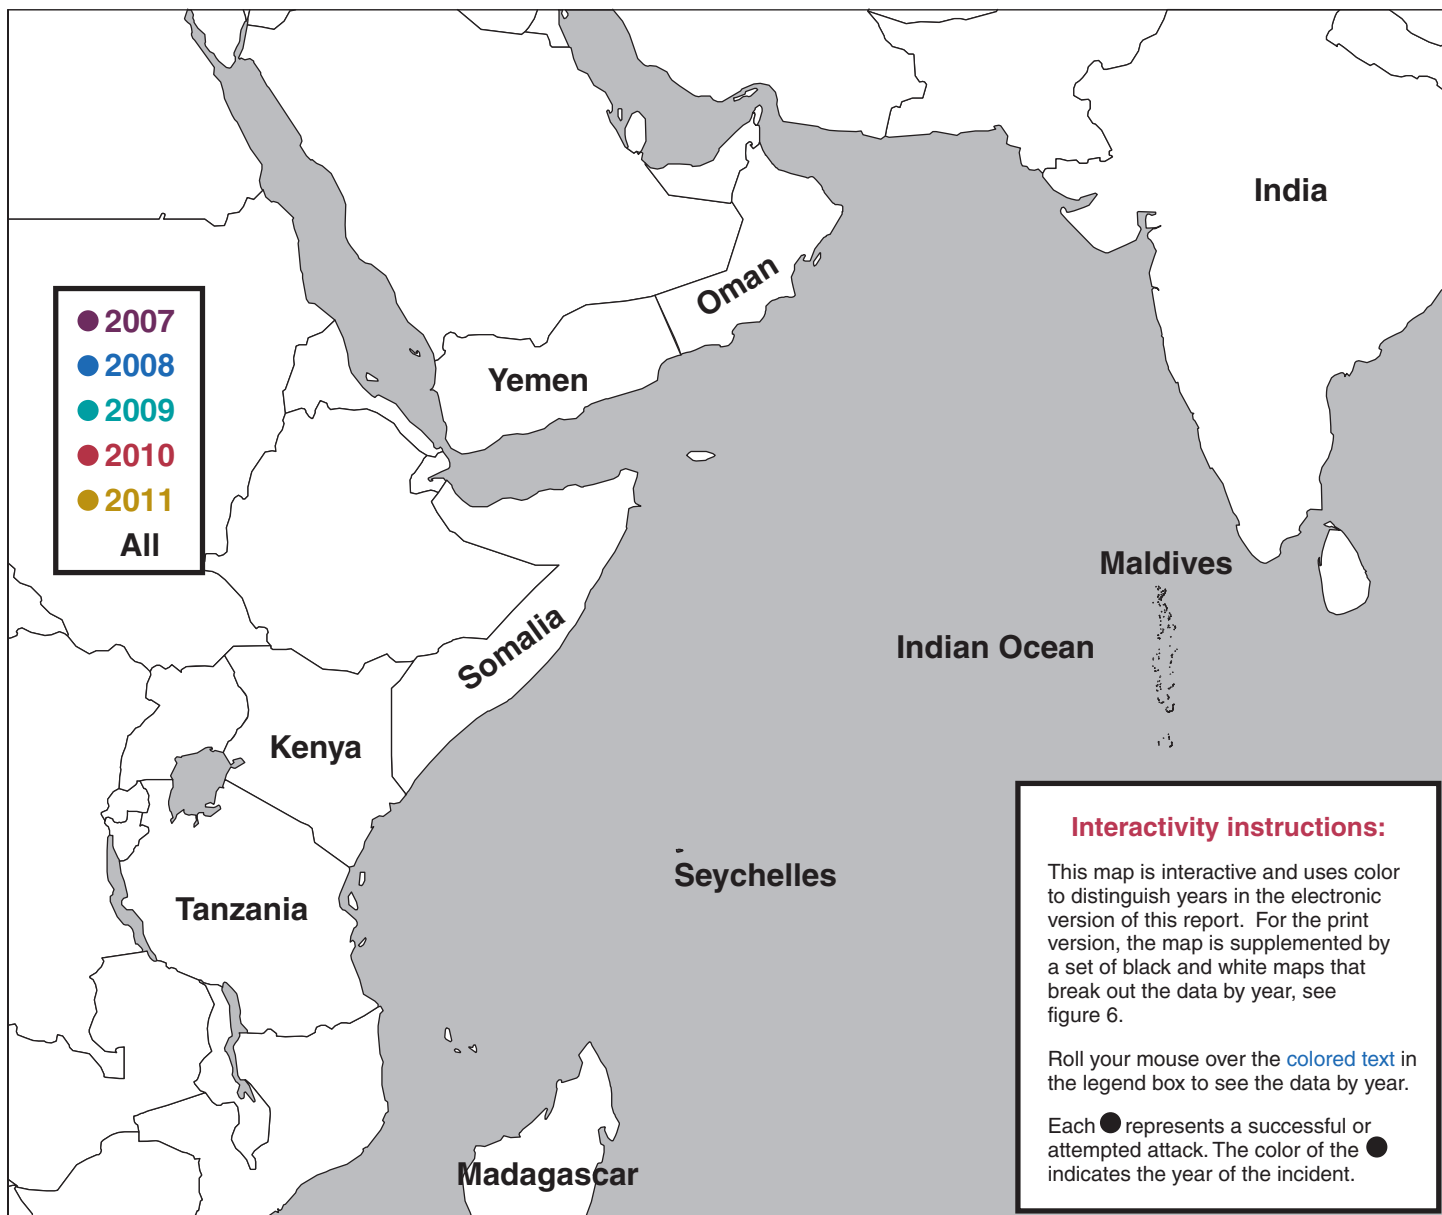 India
Oman
2007
2008
2009
2010
2011
All
Yemen
Maldives
Somalia
Indian Ocean
Kenya
Seychelles
Tanzania
Madagascar
Interactivity instructions:
This map is interactive and uses color
to distinguish years in the electronic
version of this report. For the print
version, the map is supplemented by
a set of black and white maps that
break out the data by year, see
figure 6.
Roll your mouse over the colored text in
the legend box to see the data by year.
Each ● represents a successful or
attempted attack. The color of the ●
indicates the year of the incident.